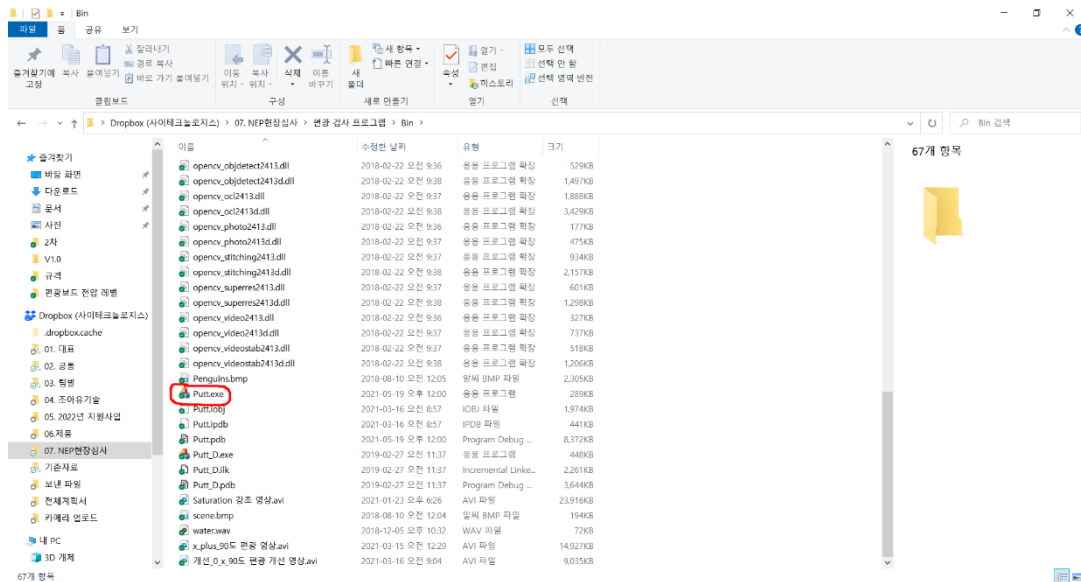 Bin
파일 홈 공유 보기
즐겨찾기에 고정 복사 붙여넣기 잘라내기 경로 복사 바로 가기 붙여넣기
이동 위치 복사 위치 삭제 이름 바꾸기 새 폴더 새 항목 빠른 연결 속성 열기 편집 히스토리 모두 선택 선택 안 함 선택 영역 반전
클립보드 구성 새로 만들기 열기 선택
Dropbox (사이테크놀로지스) > 07. NEP현장심사 > 편광 검사 프로그램 > Bin > Bin 검색
이름 수정한 날짜 유형 크기
67개 항목
즐겨찾기
바탕 화면
다운로드
문서
사진
2차
V1.0
규격
편광보드 전압 레벨
Dropbox (사이테크놀로지스)
.dropbox.cache
01. 대표
02. 공통
03. 팀별
04. 조아유기술
05. 2022년 지원사업
06.제품
07. NEP현장심사
기존자료
보낸 파일
전체계획서
카메라 업로드
내 PC
3D 개체
opencv_objdetect2413.dll 2018-02-22 오전 9:36 응용 프로그램 확장 529KB
opencv_objdetect2413d.dll 2018-02-22 오전 9:38 응용 프로그램 확장 1,497KB
opencv_ocl2413.dll 2018-02-22 오전 9:37 응용 프로그램 확장 1,888KB
opencv_ocl2413d.dll 2018-02-22 오전 9:38 응용 프로그램 확장 3,429KB
opencv_photo2413.dll 2018-02-22 오전 9:36 응용 프로그램 확장 177KB
opencv_photo2413d.dll 2018-02-22 오전 9:37 응용 프로그램 확장 475KB
opencv_stitching2413.dll 2018-02-22 오전 9:37 응용 프로그램 확장 934KB
opencv_stitching2413d.dll 2018-02-22 오전 9:38 응용 프로그램 확장 2,157KB
opencv_superres2413.dll 2018-02-22 오전 9:37 응용 프로그램 확장 601KB
opencv_superres2413d.dll 2018-02-22 오전 9:38 응용 프로그램 확장 1,298KB
opencv_video2413.dll 2018-02-22 오전 9:36 응용 프로그램 확장 327KB
opencv_video2413d.dll 2018-02-22 오전 9:37 응용 프로그램 확장 737KB
opencv_videostab2413.dll 2018-02-22 오전 9:37 응용 프로그램 확장 518KB
opencv_videostab2413d.dll 2018-02-22 오전 9:38 응용 프로그램 확장 1,206KB
Penguins.bmp 2018-08-10 오전 12:05 알씨 BMP 파일 2,305KB
Putt.exe 2021-05-19 오후 12:00 응용 프로그램 289KB
Putt.iobj 2021-03-16 오전 8:57 IOBJ 파일 1,974KB
Putt.ipdb 2021-03-16 오전 8:57 IPDB 파일 441KB
Putt.pdb 2021-05-19 오후 12:00 Program Debug ... 8,372KB
Putt_D.exe 2019-02-27 오전 11:37 응용 프로그램 448KB
Putt_D.ilk 2019-02-27 오전 11:37 Incremental Linke... 2,261KB
Putt_D.pdb 2019-02-27 오전 11:37 Program Debug ... 3,644KB
Saturation 강조 영상.avi 2021-01-23 오후 6:26 AVI 파일 23,916KB
scene.bmp 2018-08-10 오전 12:04 알씨 BMP 파일 194KB
water.wav 2018-12-05 오후 10:32 WAV 파일 72KB
x_plus_90도 편광 영상.avi 2021-03-15 오전 12:29 AVI 파일 14,927KB
개선_0_x_90도 편광 개선 영상.avi 2021-03-16 오전 9:04 AVI 파일 9,035KB
67개 항목